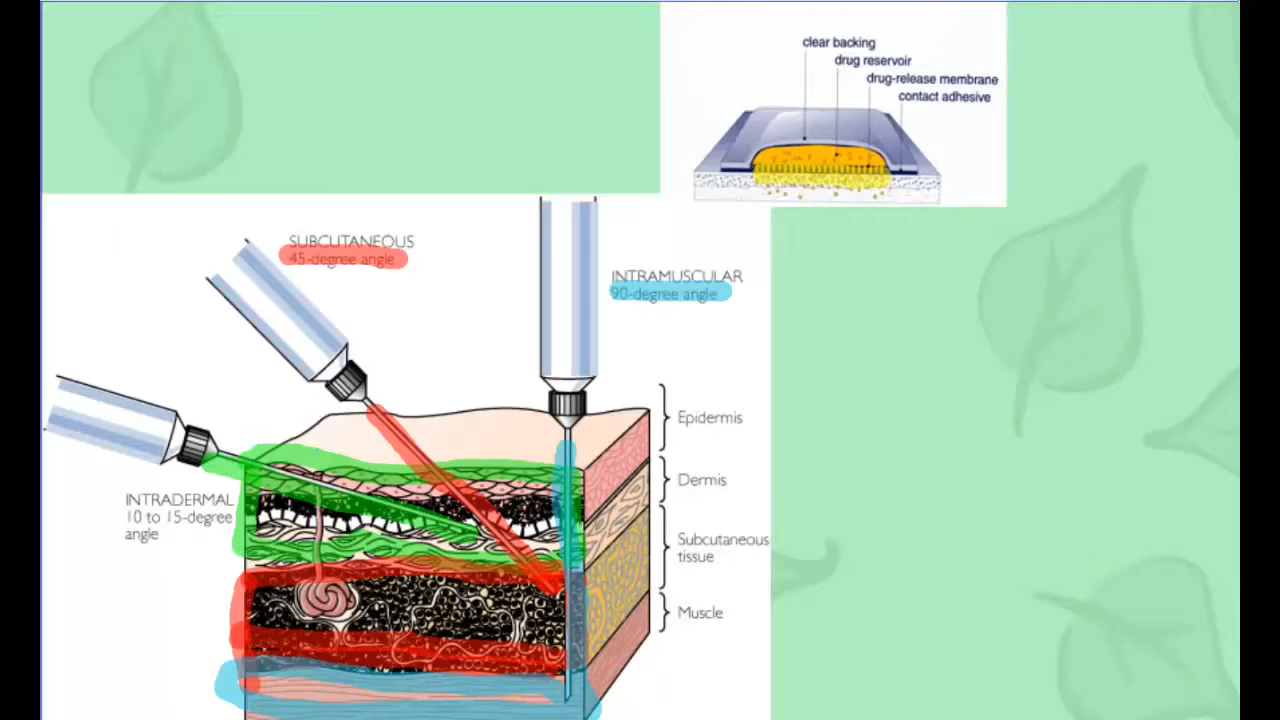 clear backing
drug reservoir
drug-release membrane
contact adhesive
SUBCUTANEOUS
45-degree angle
INTRAMUSCULAR
90-degree angle
INTRADERMAL
10 to 15-degree
angle
Epidermis
Dermis
Subcutaneous
tissue
Muscle